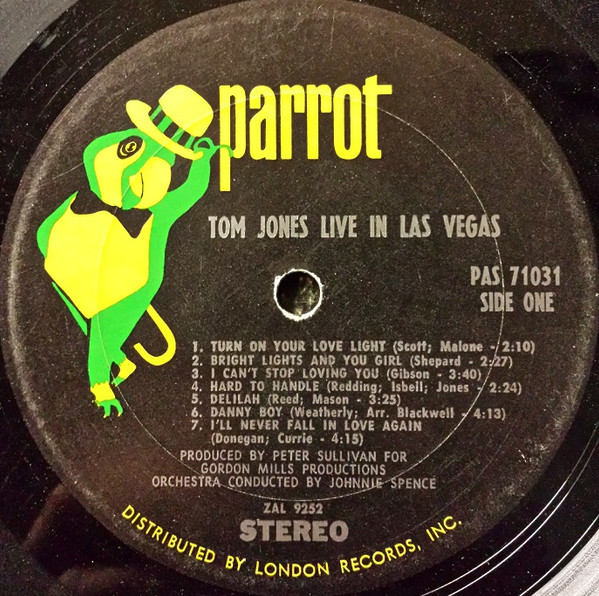 parrot
TOM JONES LIVE IN LAS VEGAS
PAS 71031
SIDE ONE
1. TURN ON YOUR LOVE LIGHT (Scott; Malone - 2:10)
2. BRIGHT LIGHTS AND YOU GIRL (Shepard - 2:27)
3. I CAN'T STOP LOVING YOU (Gibson - 3:40)
4. HARD TO HANDLE (Redding; Isbell; Jones - 2:24)
5. DELILAH (Reed; Mason - 3:25)
6. DANNY BOY (Weatherly; Arr. Blackwell - 4:13)
7. I'LL NEVER FALL IN LOVE AGAIN
(Donegan; Currie - 4:15)
PRODUCED BY PETER SULLIVAN FOR
GORDON MILLS PRODUCTIONS
ORCHESTRA CONDUCTED BY JOHNNIE SPENCE
ZAL 9252
STEREO
DISTRIBUTED BY LONDON RECORDS, INC.